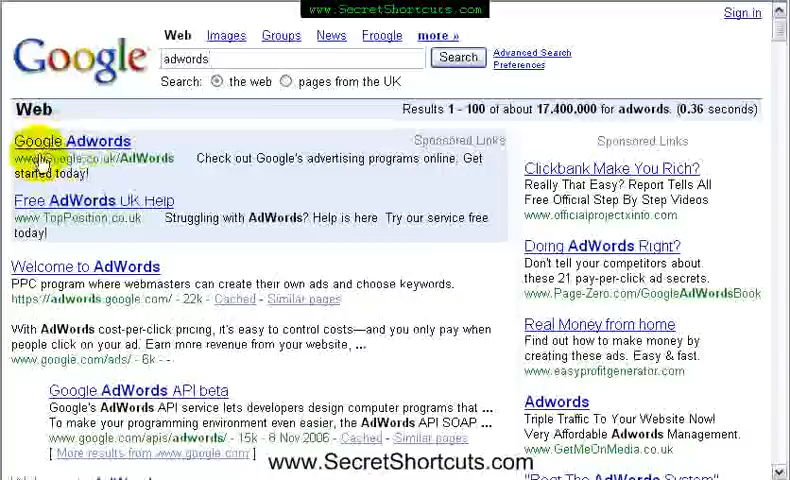 www.SecretShortcuts.com
Sign in
Google
Web Images Groups News Froogle more »
adwords
Search
Advanced Search
Preferences
Search: the web pages from the UK
Web
Results 1 - 100 of about 17,400,000 for adwords. (0.36 seconds)
Google Adwords
Sponsored Links
www.Google.co.uk/AdWords Check out Google's advertising programs online. Get
started today!
Free AdWords UK Help
www.TopPosition.co.uk Struggling with AdWords? Help is here Try our service free
today!
Welcome to AdWords
PPC program where webmasters can create their own ads and choose keywords.
https://adwords.google.com/ - 22k - Cached - Similar pages
With AdWords cost-per-click pricing, it's easy to control costs—and you only pay when
people click on your ad. Earn more revenue from your website, ...
www.google.com/ads/ - 6k - -
Google AdWords API beta
Google's AdWords API service lets developers design computer programs that ...
To make your programming environment even easier, the AdWords API SOAP ...
www.google.com/apis/adwords/ - 15k - 8 Nov 2006 - Cached - Similar pages
[ More results from www.google.com ]
Sponsored Links
Clickbank Make You Rich?
Really That Easy? Report Tells All
Free Official Step By Step Videos
www.officialprojectxinfo.com
Doing AdWords Right?
Don't tell your competitors about
these 21 pay-per-click ad secrets.
www.Page-Zero.com/GoogleAdWordsBook
Real Money from home
Find out how to make money by
creating these ads. Easy & fast.
www.easyprofitgenerator.com
Adwords
Triple Traffic To Your Website Now!
Very Affordable Adwords Management.
www.GetMeOnMedia.co.uk
"Beat The AdWords System"
www.SecretShortcuts.com